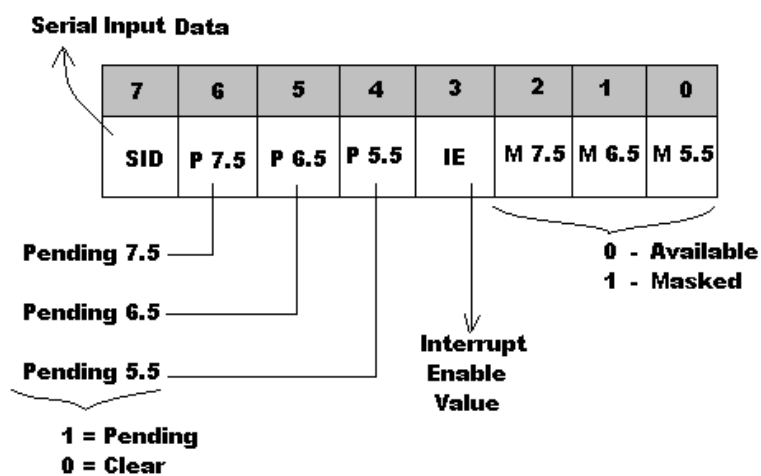 Serial Input Data
7 6 5 4 3 2 1 0
SID P 7.5 P 6.5 P 5.5 IE M 7.5 M 6.5 M 5.5
Pending 7.5
Pending 6.5
Pending 5.5
1 = Pending
0 = Clear
Interrupt
Enable
Value
0 - Available
1 - Masked